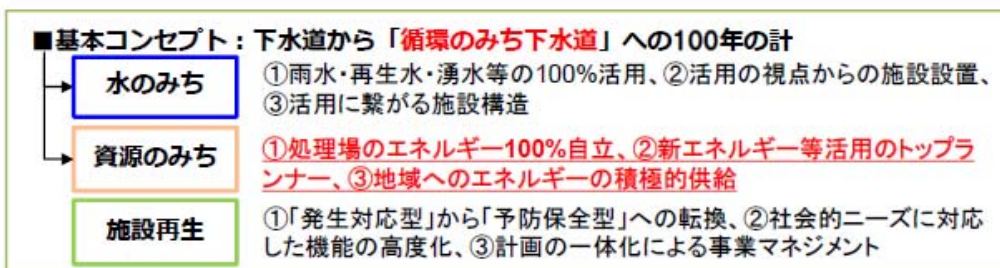 ■基本コンセプト：下水道から「循環のみち下水道」への100年の計
水のみち
①雨水・再生水・湧水等の100%活用、②活用の視点からの施設設置、
③活用に繋がる施設構造
資源のみち
①処理場のエネルギー100%自立、②新エネルギー等活用のトップラ
ンナー、③地域へのエネルギーの積極的供給
施設再生
①「発生対応型」から「予防保全型」への転換、②社会的ニーズに対応
した機能の高度化、③計画の一体化による事業マネジメント